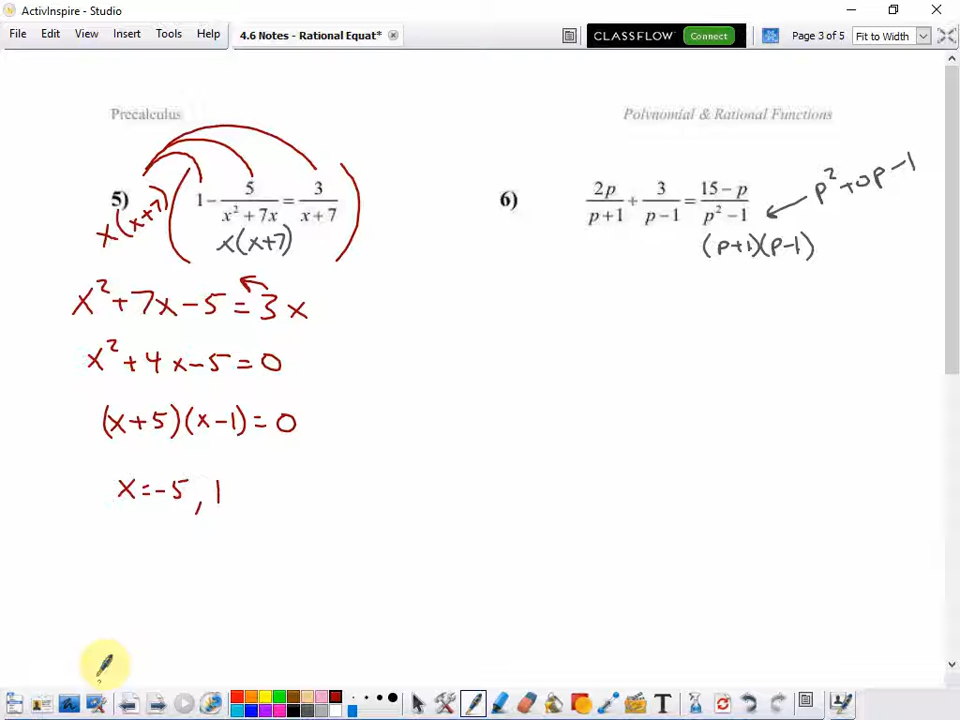 ActivInspire - Studio
File Edit View Insert Tools Help
4.6 Notes - Rational Equat*
CLASSFLOW Connect
Page 3 of 5
Fit to Width
Precalculus
Polynomial & Rational Functions
5) x(x+7) ( 1 - 5/(x² + 7x) = 3/(x + 7) )
x(x+7)
x² + 7x - 5 = 3x
x² + 4x - 5 = 0
(x + 5)(x - 1) = 0
x = -5, 1
6) 2p/(p + 1) + 3/(p - 1) = (15 - p)/(p² - 1)
p² + 0p - 1
(p+1)(p-1)